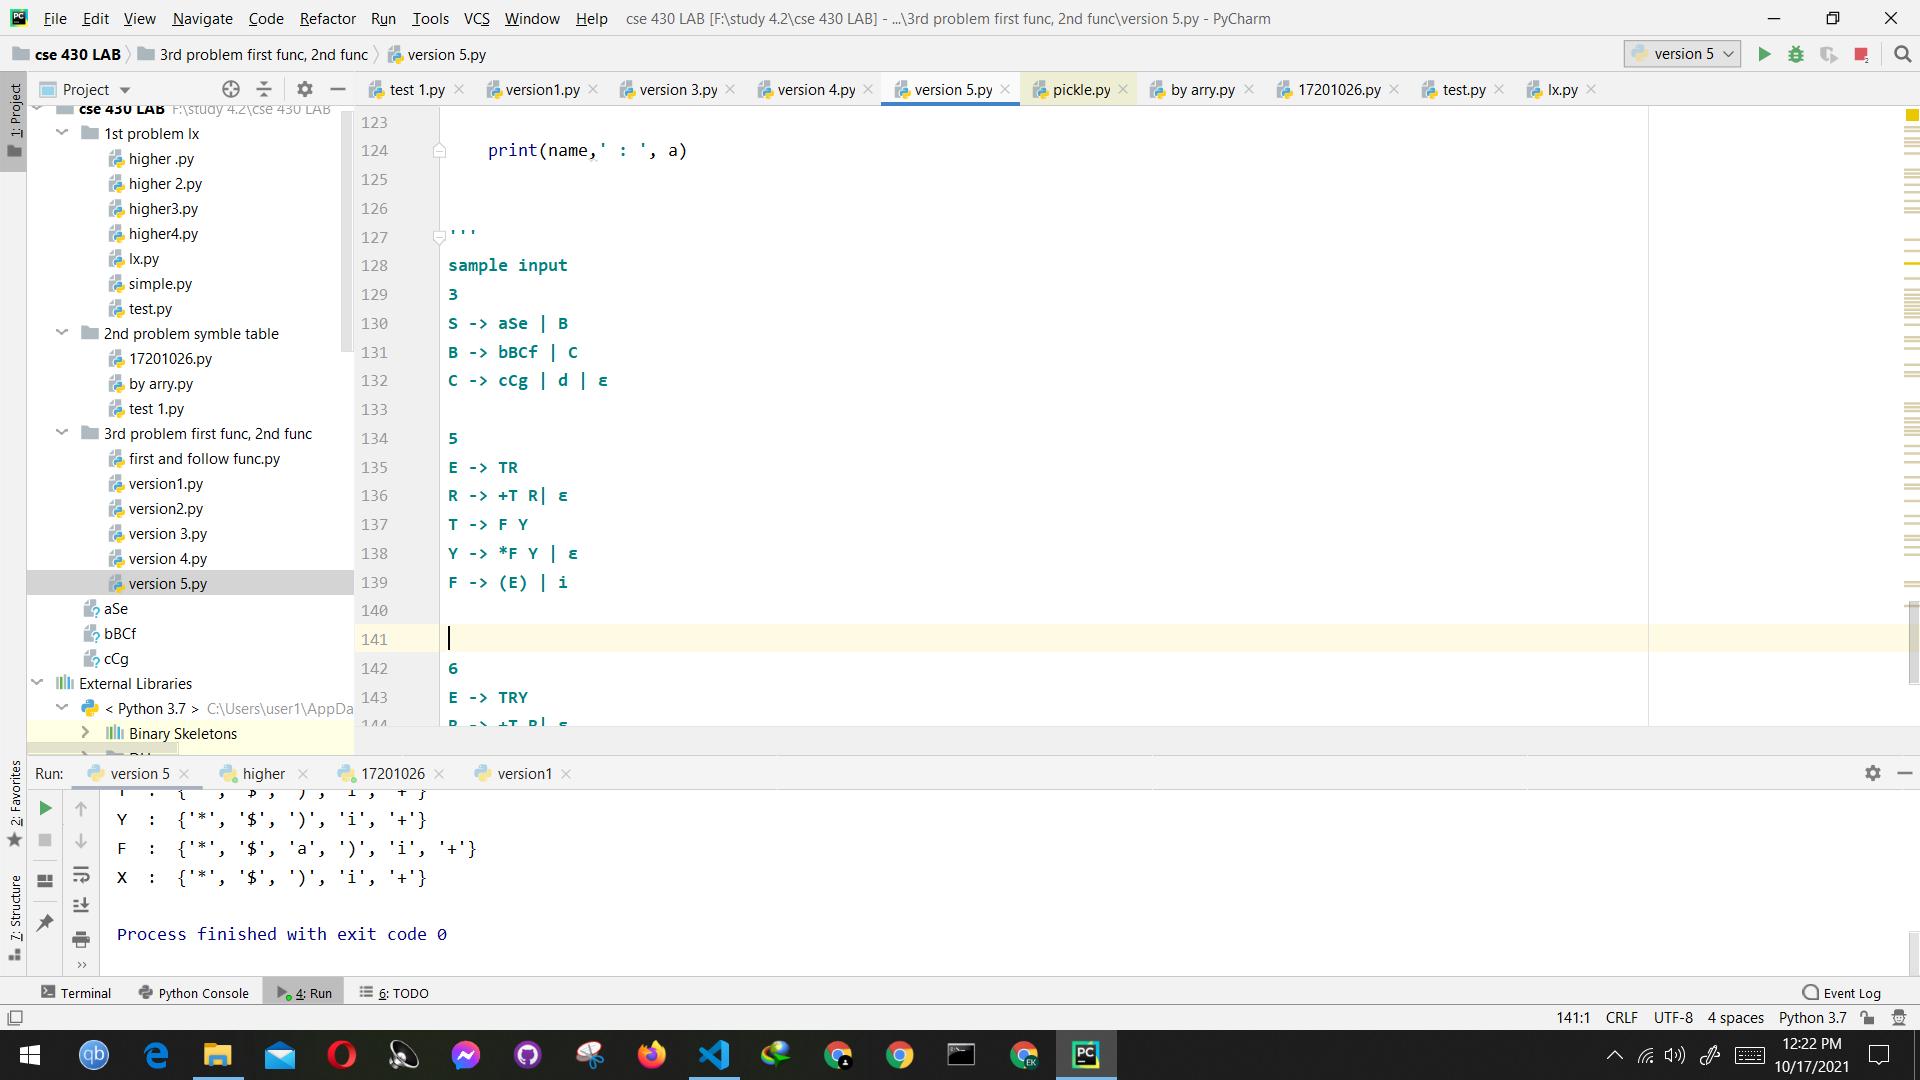 File Edit View Navigate Code Refactor Run Tools VCS Window Help cse 430 LAB [F:\study 4.2\cse 430 LAB] - ...\3rd problem first func, 2nd func\version 5.py - PyCharm
cse 430 LAB 3rd problem first func, 2nd func version 5.py version 5
Project test 1.py version1.py version 3.py version 4.py version 5.py pickle.py by arry.py 17201026.py test.py lx.py
1: Project
cse 430 LAB F:\study 4.2\cse 430 LAB
1st problem lx
higher .py
higher 2.py
higher3.py
higher4.py
lx.py
simple.py
test.py
2nd problem symble table
17201026.py
by arry.py
test 1.py
3rd problem first func, 2nd func
first and follow func.py
version1.py
version2.py
version 3.py
version 4.py
version 5.py
aSe
bBCf
cCg
External Libraries
< Python 3.7 > C:\Users\user1\AppDa
Binary Skeletons
123
124 print(name,' : ', a)
125
126
127 '''
128 sample input
129 3
130 S -> aSe | B
131 B -> bBCf | C
132 C -> cCg | d | ε
133
134 5
135 E -> TR
136 R -> +T R| ε
137 T -> F Y
138 Y -> *F Y | ε
139 F -> (E) | i
140
141
142 6
143 E -> TRY
144 R -> +T R| ε
2: Favorites
7: Structure
Run: version 5 higher 17201026 version1
Y : {'*', '$', ')', 'i', '+'}
F : {'*', '$', 'a', ')', 'i', '+'}
X : {'*', '$', ')', 'i', '+'}
Process finished with exit code 0
Terminal Python Console 4: Run 6: TODO Event Log
141:1 CRLF UTF-8 4 spaces Python 3.7
12:22 PM
10/17/2021